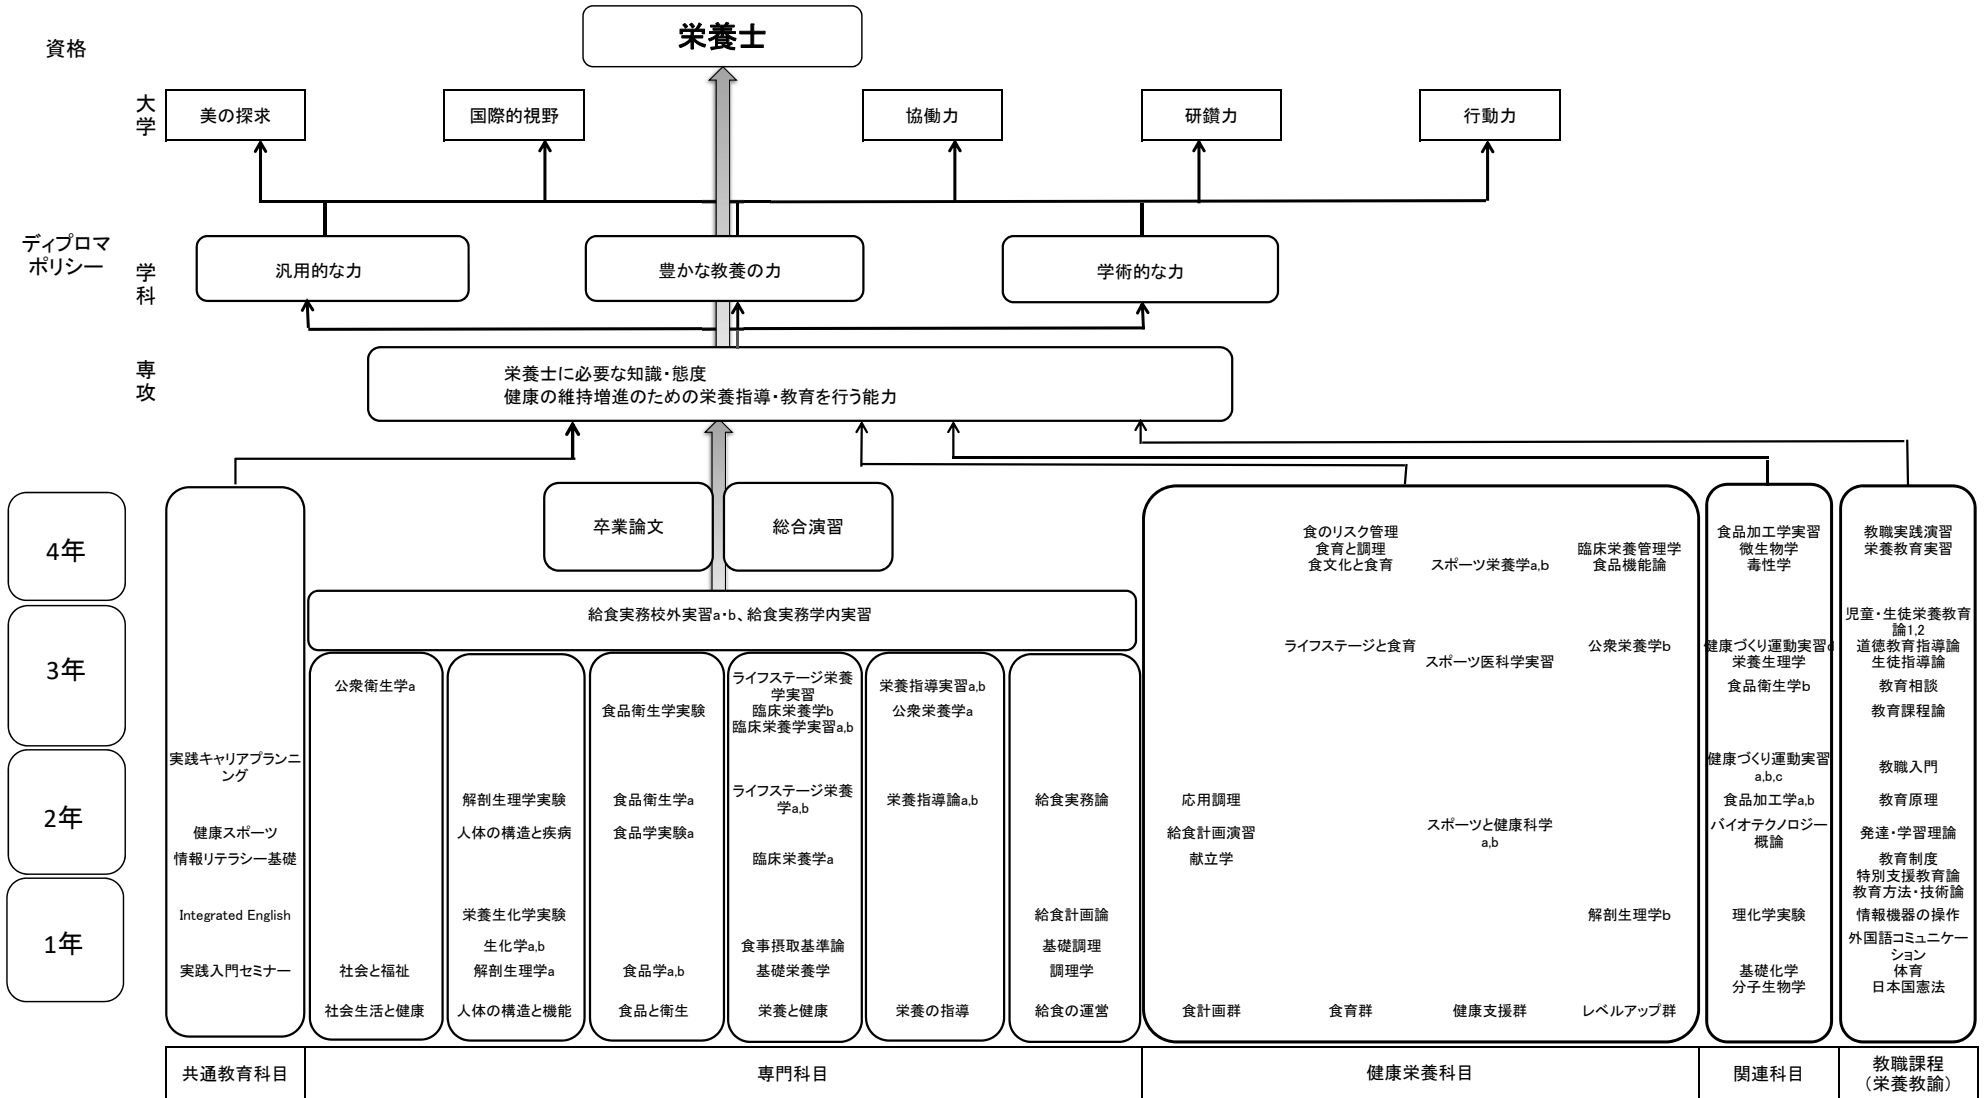 資格
栄養士
大学
美の探求
国際的視野
協働力
研鑽力
行動力
ディプロマ
ポリシー
学科
汎用的な力
豊かな教養の力
学術的な力
専攻
栄養士に必要な知識・態度
健康の維持増進のための栄養指導・教育を行う能力
4年
3年
2年
1年
実践キャリアプランニ
ング
健康スポーツ
情報リテラシー基礎
Integrated English
実践入門セミナー
卒業論文
総合演習
給食実務校外実習a・b、給食実務学内実習
公衆衛生学a
社会と福祉
社会生活と健康
解剖生理学実験
人体の構造と疾病
栄養生化学実験
生化学a,b
解剖生理学a
人体の構造と機能
食品衛生学実験
食品衛生学a
食品学実験a
食品学a,b
食品と衛生
ライフステージ栄養
学実習
臨床栄養学b
臨床栄養学実習a,b
ライフステージ栄養
学a,b
臨床栄養学a
食事摂取基準論
基礎栄養学
栄養と健康
栄養指導実習a,b
公衆栄養学a
栄養指導論a,b
栄養の指導
給食実務論
給食計画論
基礎調理
調理学
給食の運営
応用調理
給食計画演習
献立学
食計画群
食のリスク管理
食育と調理
食文化と食育
ライフステージと食育
食育群
スポーツ栄養学a,b
スポーツ医科学実習
スポーツと健康科学
a,b
健康支援群
臨床栄養管理学
食品機能論
公衆栄養学b
解剖生理学b
レベルアップ群
食品加工学実習
微生物学
毒性学
健康づくり運動実習d
栄養生理学
食品衛生学b
健康づくり運動実習
a,b,c
食品加工学a,b
バイオテクノロジー
概論
理化学実験
基礎化学
分子生物学
教職実践演習
栄養教育実習
児童・生徒栄養教育
論1,2
道徳教育指導論
生徒指導論
教育相談
教育課程論
教職入門
教育原理
発達・学習理論
教育制度
特別支援教育論
教育方法・技術論
情報機器の操作
外国語コミュニケー
ション
体育
日本国憲法
共通教育科目
専門科目
健康栄養科目
関連科目
教職課程
（栄養教諭）